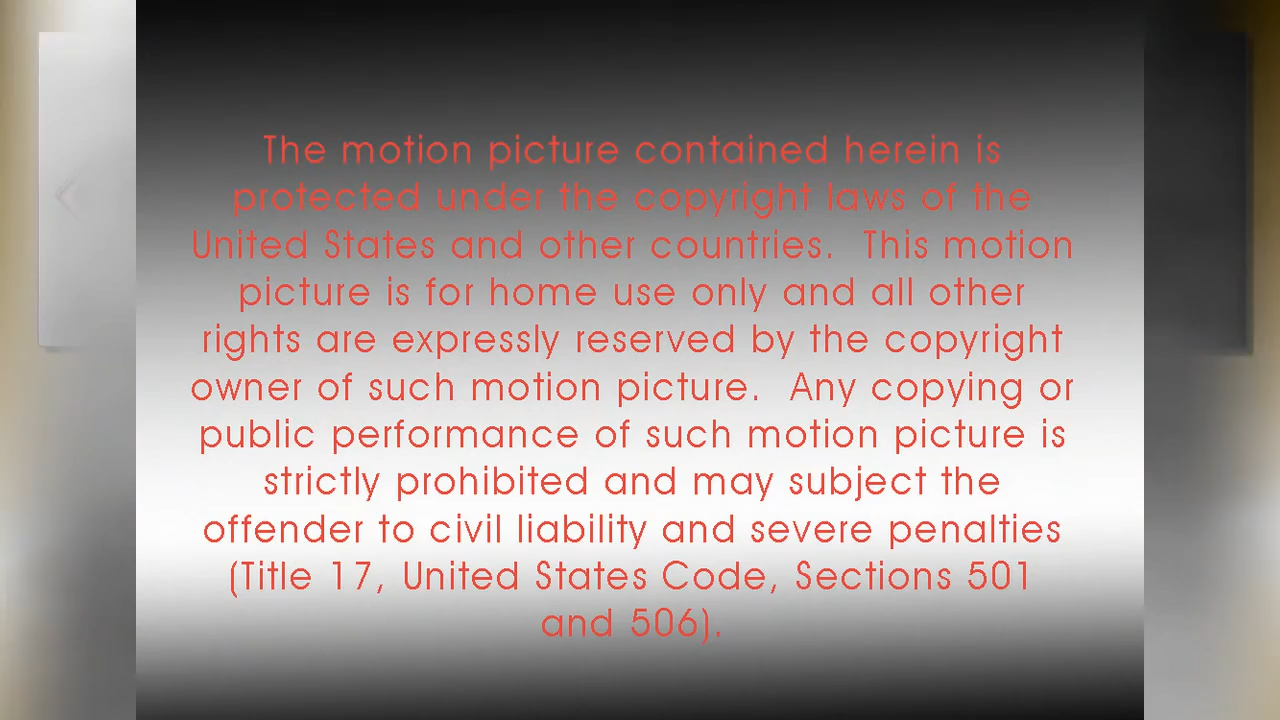 The motion picture contained herein is
protected under the copyright laws of the
United States and other countries.  This motion
picture is for home use only and all other
rights are expressly reserved by the copyright
owner of such motion picture.  Any copying or
public performance of such motion picture is
strictly prohibited and may subject the
offender to civil liability and severe penalties
(Title 17, United States Code, Sections 501
and 506).